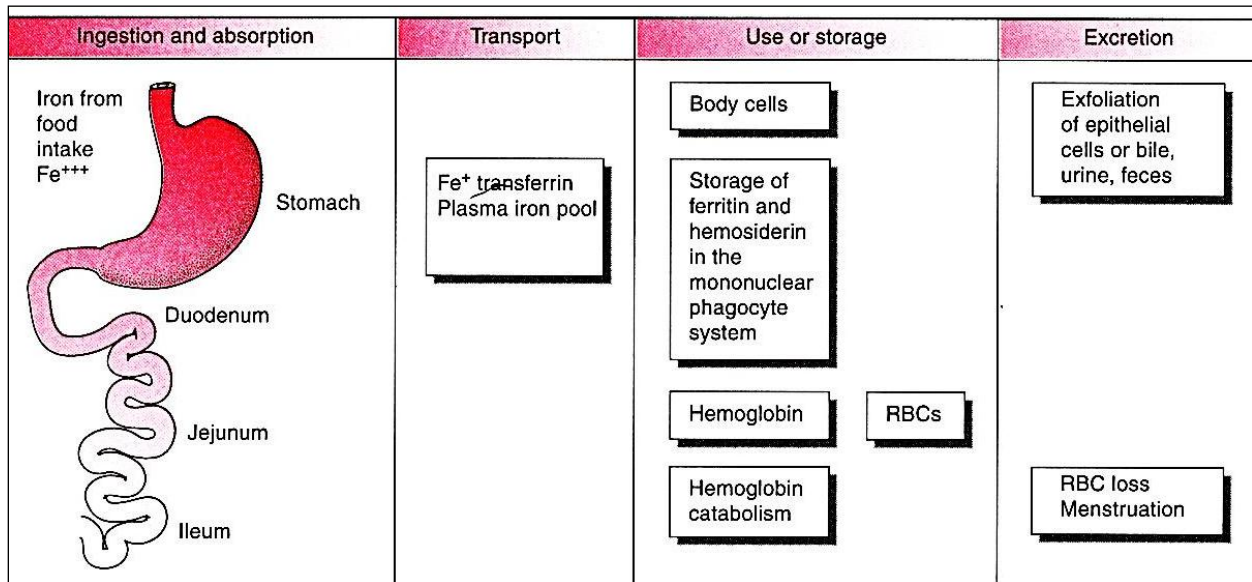 Ingestion and absorption
Transport
Use or storage
Excretion
Iron from
food
intake
Fe+++
Stomach
Duodenum
Jejunum
Ileum
Fe+ transferrin
Plasma iron pool
Body cells
Storage of
ferritin and
hemosiderin
in the
mononuclear
phagocyte
system
Hemoglobin
RBCs
Hemoglobin
catabolism
Exfoliation
of epithelial
cells or bile,
urine, feces
RBC loss
Menstruation